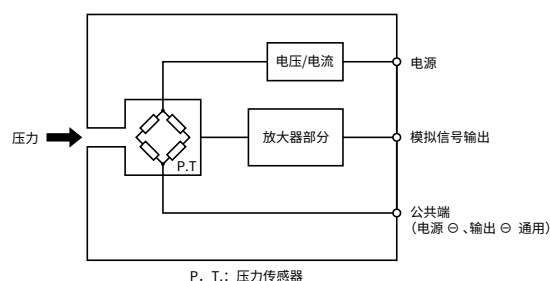 电压/电流
电源
压力
放大器部分
模拟信号输出
P.T
公共端
（电源 ⊖、输出 ⊖ 通用）
P．T.：压力传感器